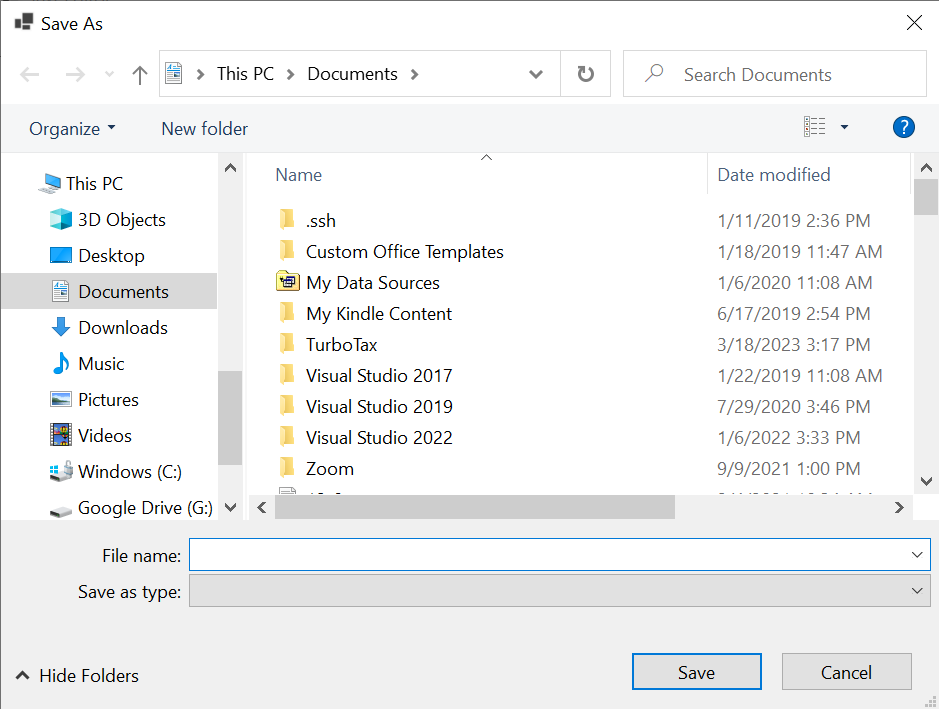 Save As
This PC Documents
Search Documents
Organize New folder
?
This PC
3D Objects
Desktop
Documents
Downloads
Music
Pictures
Videos
Windows (C:)
Google Drive (G:)
Name Date modified
.ssh 1/11/2019 2:36 PM
Custom Office Templates 1/18/2019 11:47 AM
My Data Sources 1/6/2020 11:08 AM
My Kindle Content 6/17/2019 2:54 PM
TurboTax 3/18/2023 3:17 PM
Visual Studio 2017 1/22/2019 11:08 AM
Visual Studio 2019 7/29/2020 3:46 PM
Visual Studio 2022 1/6/2022 3:33 PM
Zoom 9/9/2021 1:00 PM
File name:
Save as type:
Hide Folders
Save Cancel